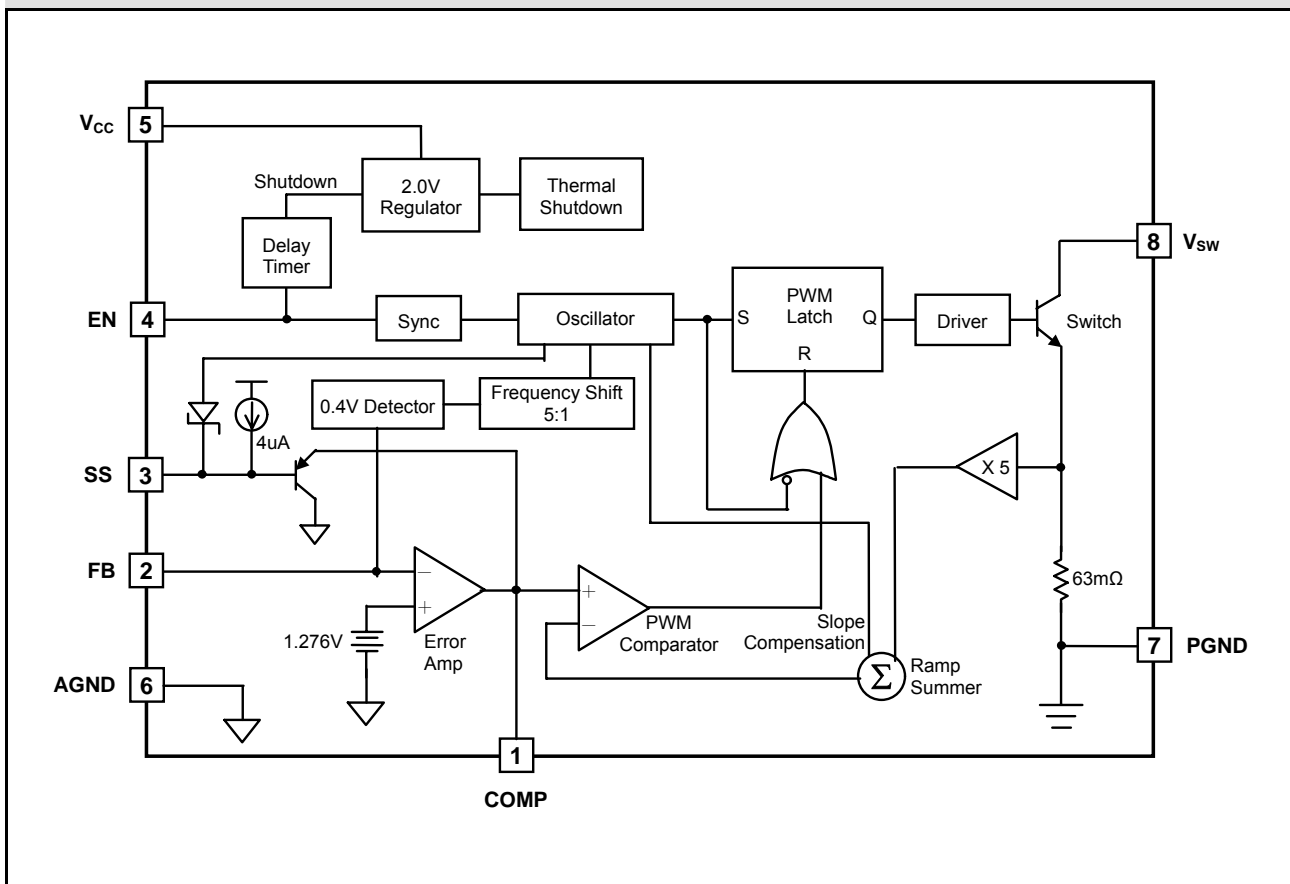 VCC
5
Shutdown
2.0V
Regulator
Thermal
Shutdown
Delay
Timer
8
VSW
EN
4
Sync
Oscillator
S
PWM
Latch
Q
R
Driver
Switch
0.4V Detector
Frequency Shift
5:1
4uA
SS
3
X 5
FB
2
−
+
1.276V
Error
Amp
+
−
PWM
Comparator
Slope
Compensation
Σ
Ramp
Summer
63mΩ
7
PGND
AGND
6
1
COMP